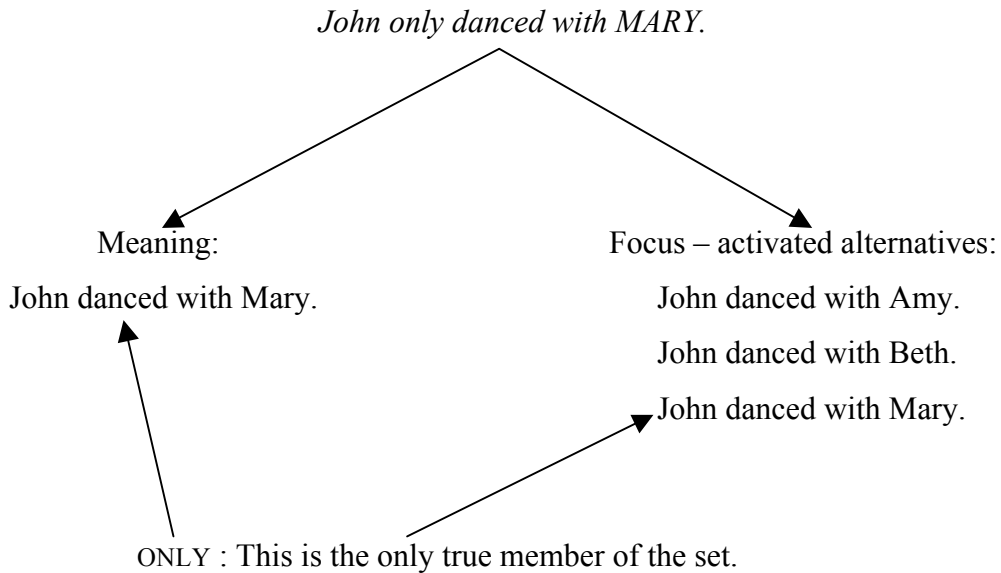 John only danced with MARY.
Meaning:
John danced with Mary.
Focus – activated alternatives:
John danced with Amy.
John danced with Beth.
John danced with Mary.
ONLY : This is the only true member of the set.